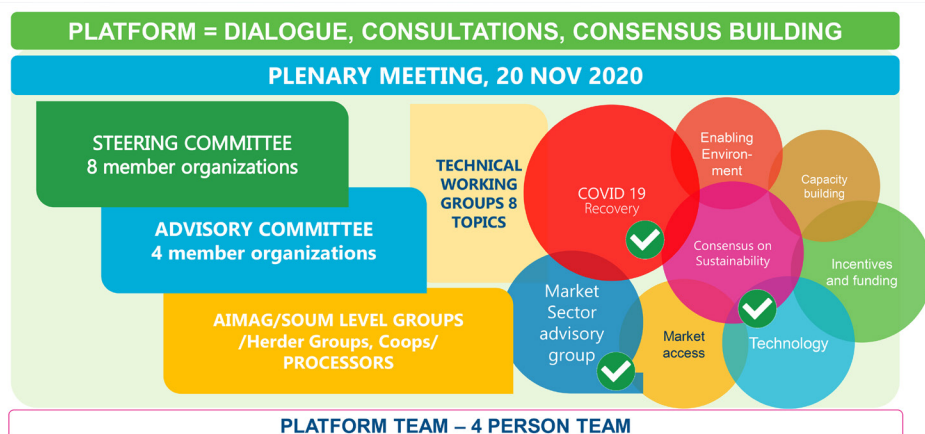 PLATFORM = DIALOGUE, CONSULTATIONS, CONSENSUS BUILDING
PLENARY MEETING, 20 NOV 2020
STEERING COMMITTEE
8 member organizations
ADVISORY COMMITTEE
4 member organizations
AIMAG/SOUM LEVEL GROUPS
/Herder Groups, Coops/
PROCESSORS
TECHNICAL
WORKING
GROUPS 8
TOPICS
COVID 19
Recovery
Enabling
Environ-
ment
Capacity
building
Consensus on
Sustainability
Incentives
and funding
Market
Sector
advisory
group
Market
access
Technology
PLATFORM TEAM – 4 PERSON TEAM